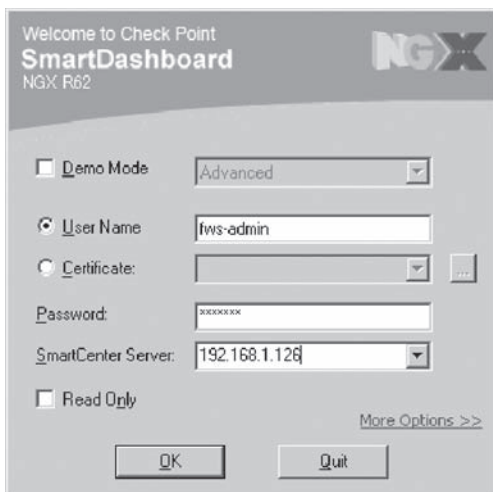 Welcome to Check Point
SmartDashboard
NGX R62
NGX
Demo Mode
Advanced
User Name
fws-admin
Certificate:
...
Password:
×××××××
SmartCenter Server:
192.168.1.126
Read Only
More Options >>
OK
Quit